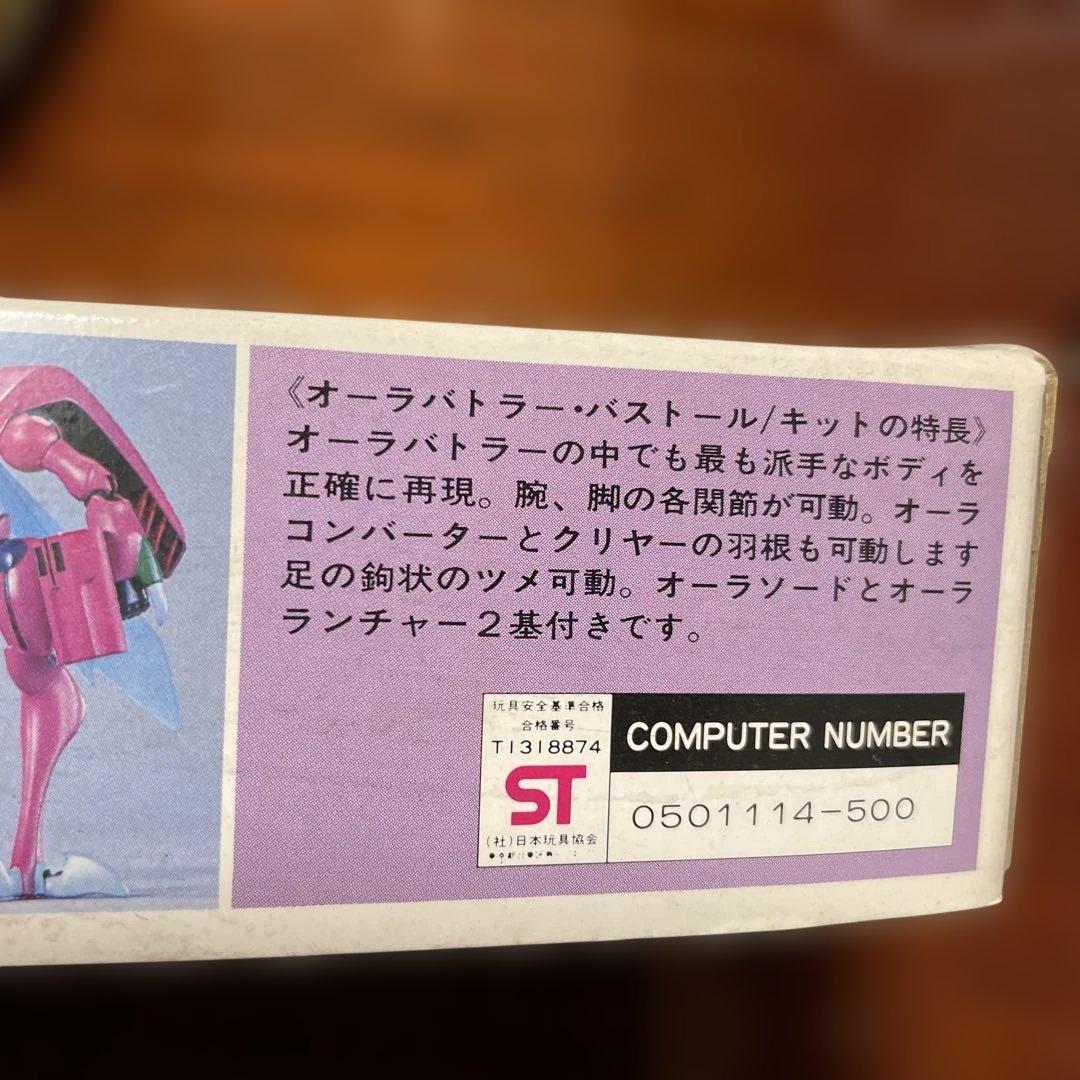 《オーラバトラー・バストール/キットの特長》
オーラバトラーの中でも最も派手なボディを
正確に再現。腕、脚の各関節が可動。オーラ
コンバーターとクリヤーの羽根も可動します
足の鉤状のツメ可動。オーラソードとオーラ
ランチャー2基付きです。
玩具安全基準合格
合格番号
T1318874
ST
(社)日本玩具協会
COMPUTER NUMBER
0501114-500